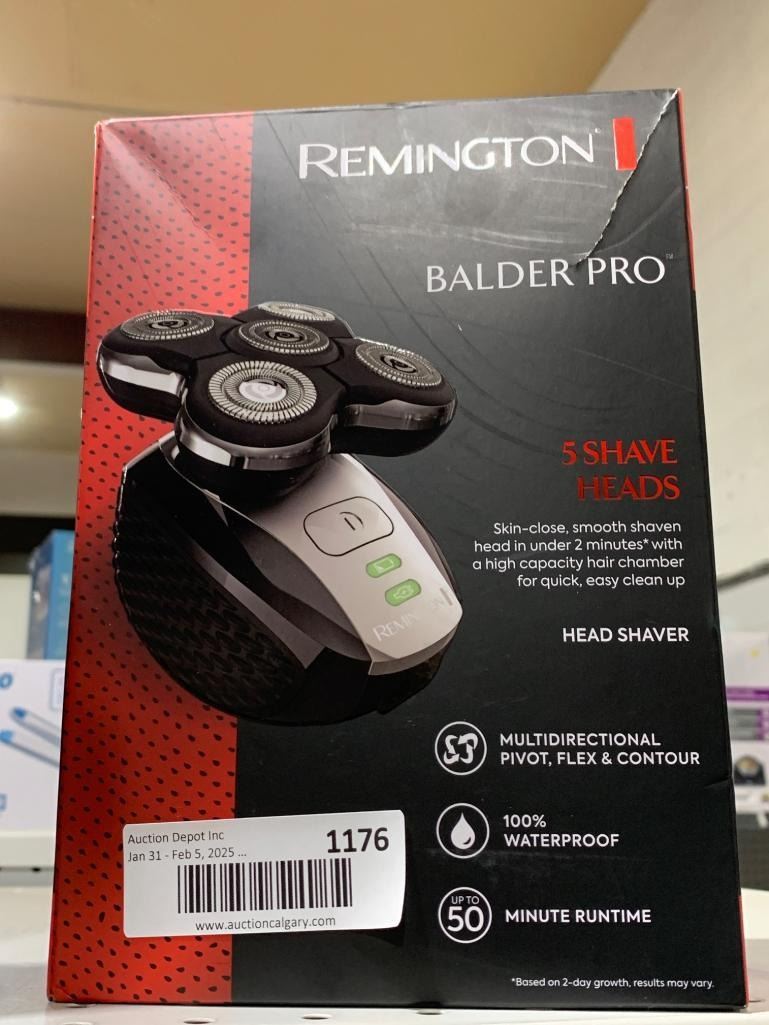 REMINGTON
BALDER PRO™
5 SHAVE
HEADS
Skin-close, smooth shaven
head in under 2 minutes* with
a high capacity hair chamber
for quick, easy clean up
HEAD SHAVER
REMINGTON
MULTIDIRECTIONAL
PIVOT, FLEX & CONTOUR
100%
WATERPROOF
UP TO
50 MINUTE RUNTIME
*Based on 2-day growth, results may vary.
Auction Depot Inc
Jan 31 - Feb 5, 2025 ...
1176
www.auctioncalgary.com